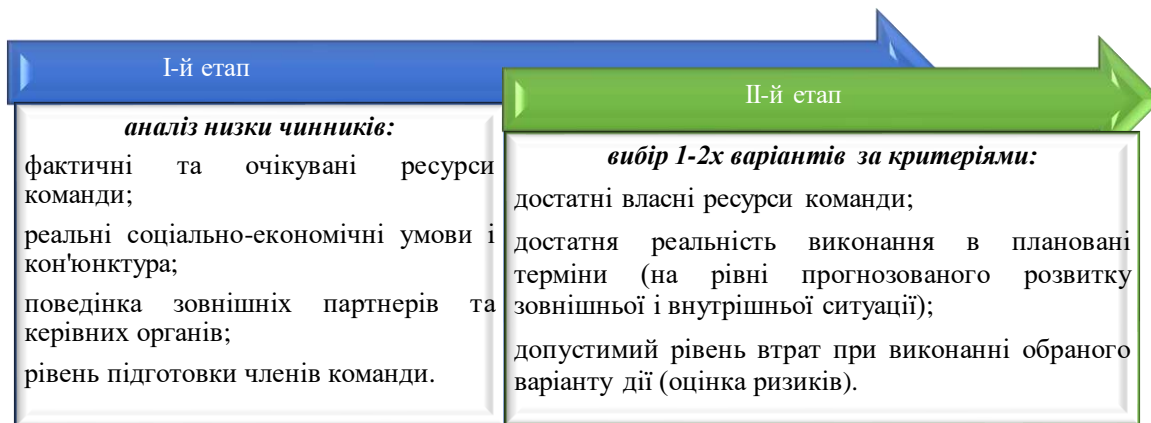 І-й етап
аналіз низки чинників:
фактичні та очікувані ресурси
команди;
реальні соціально-економічні умови і
кон'юнктура;
поведінка зовнішніх партнерів та
керівних органів;
рівень підготовки членів команди.
ІІ-й етап
вибір 1-2х варіантів за критеріями:
достатні власні ресурси команди;
достатня реальність виконання в плановані
терміни (на рівні прогнозованого розвитку
зовнішньої і внутрішньої ситуації);
допустимий рівень втрат при виконанні обраного
варіанту дії (оцінка ризиків).